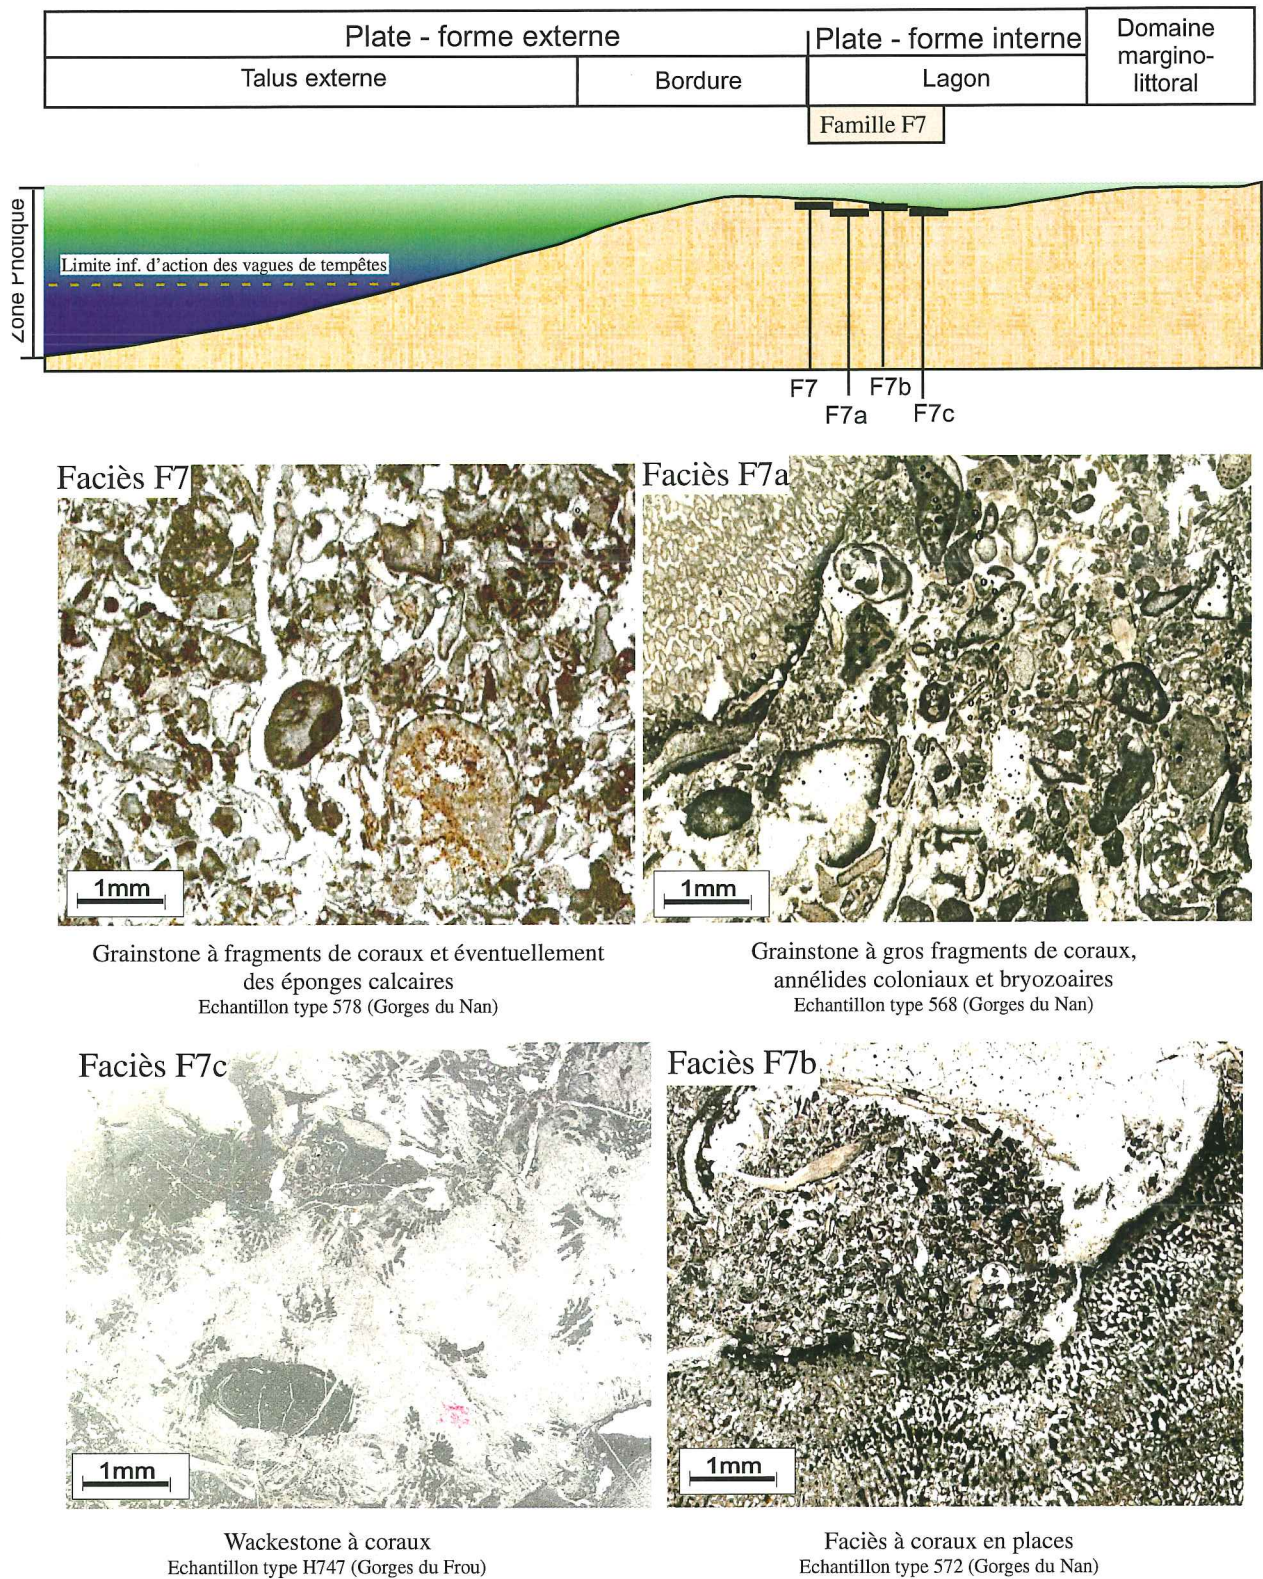 Plate - forme externe
Plate - forme interne
Domaine
margino-
littoral
Talus externe
Bordure
Lagon
Famille F7
Zone Photique
Limite inf. d'action des vagues de tempêtes
F7
F7a
F7b
F7c
Faciès F7
1mm
Grainstone à fragments de coraux et éventuellement
des éponges calcaires
Echantillon type 578 (Gorges du Nan)
Faciès F7a
1mm
Grainstone à gros fragments de coraux,
annélides coloniaux et bryozoaires
Echantillon type 568 (Gorges du Nan)
Faciès F7c
1mm
Wackestone à coraux
Echantillon type H747 (Gorges du Frou)
Faciès F7b
1mm
Faciès à coraux en places
Echantillon type 572 (Gorges du Nan)